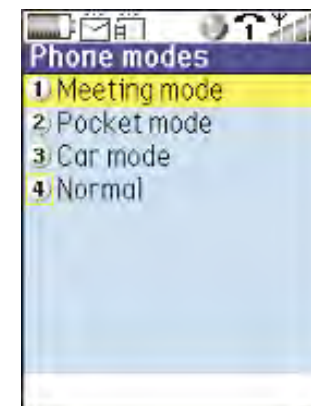 Phone modes
1 Meeting mode
2 Pocket mode
3 Car mode
4 Normal